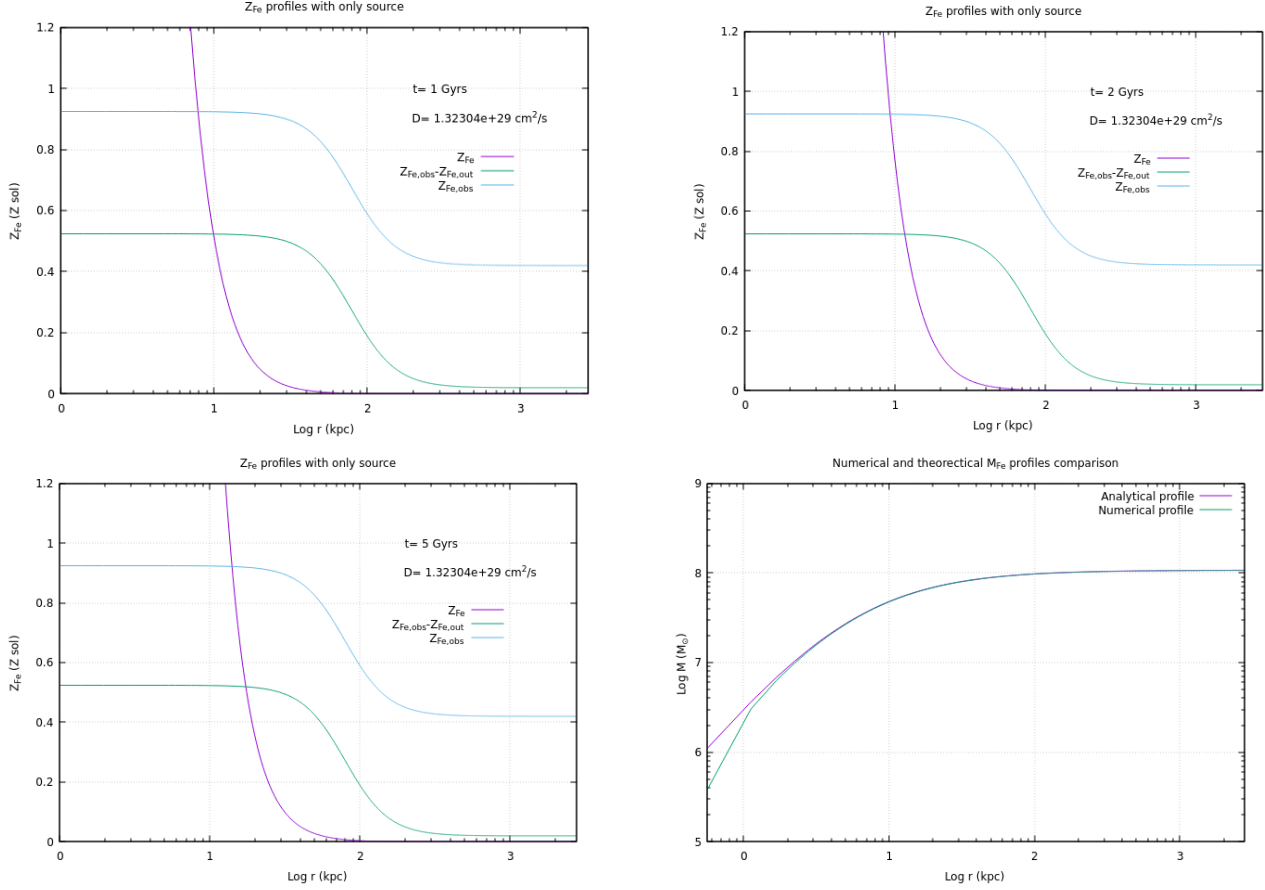 Z_Fe profiles with only source
1.2
1
0.8
0.6
0.4
0.2
0
Z_Fe (Z sol)
t= 1 Gyrs
D= 1.32304e+29 cm²/s
Z_Fe
Z_Fe,obs-Z_Fe,out
Z_Fe,obs
0 1 2 3
Log r (kpc)
Z_Fe profiles with only source
1.2
1
0.8
0.6
0.4
0.2
0
Z_Fe (Z sol)
t= 2 Gyrs
D= 1.32304e+29 cm²/s
Z_Fe
Z_Fe,obs-Z_Fe,out
Z_Fe,obs
0 1 2 3
Log r (kpc)
Z_Fe profiles with only source
1.2
1
0.8
0.6
0.4
0.2
0
Z_Fe (Z sol)
t= 5 Gyrs
D= 1.32304e+29 cm²/s
Z_Fe
Z_Fe,obs-Z_Fe,out
Z_Fe,obs
0 1 2 3
Log r (kpc)
Numerical and theorectical M_Fe profiles comparison
9
8
7
6
5
Log M (M_⊙)
Analytical profile
Numerical profile
0 1 2 3
Log r (kpc)